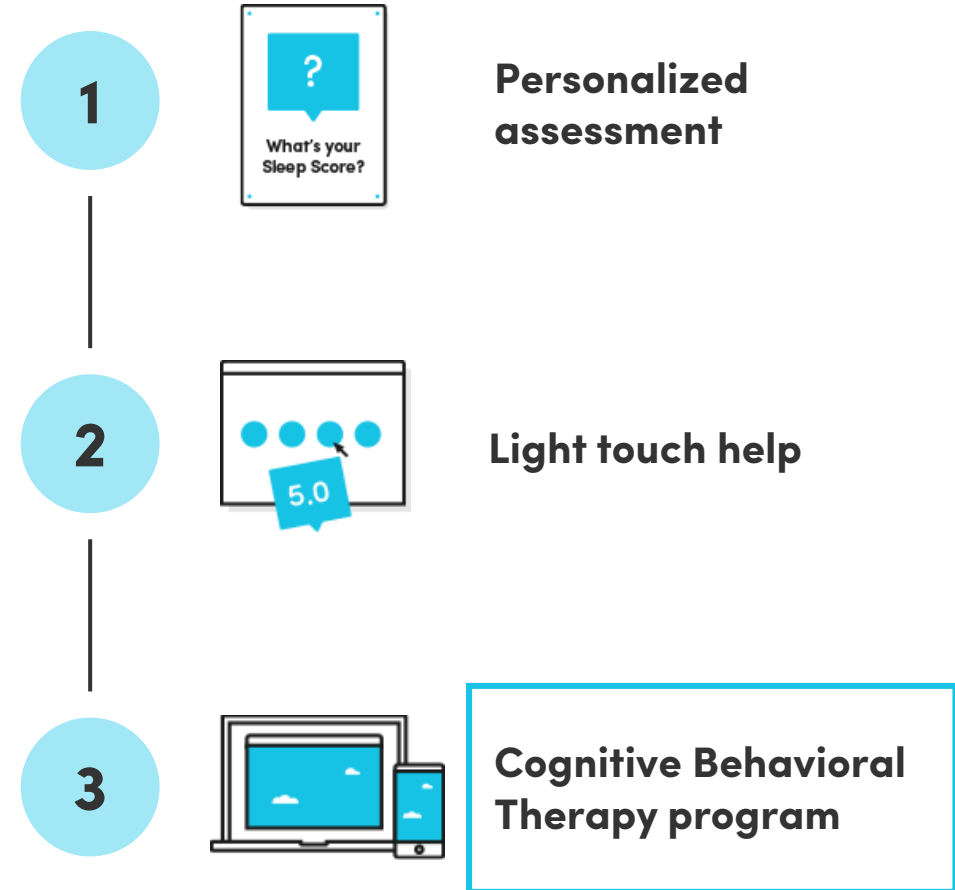 1
?
What's your
Sleep Score?
Personalized
assessment
2
5.0
Light touch help
3
Cognitive Behavioral
Therapy program